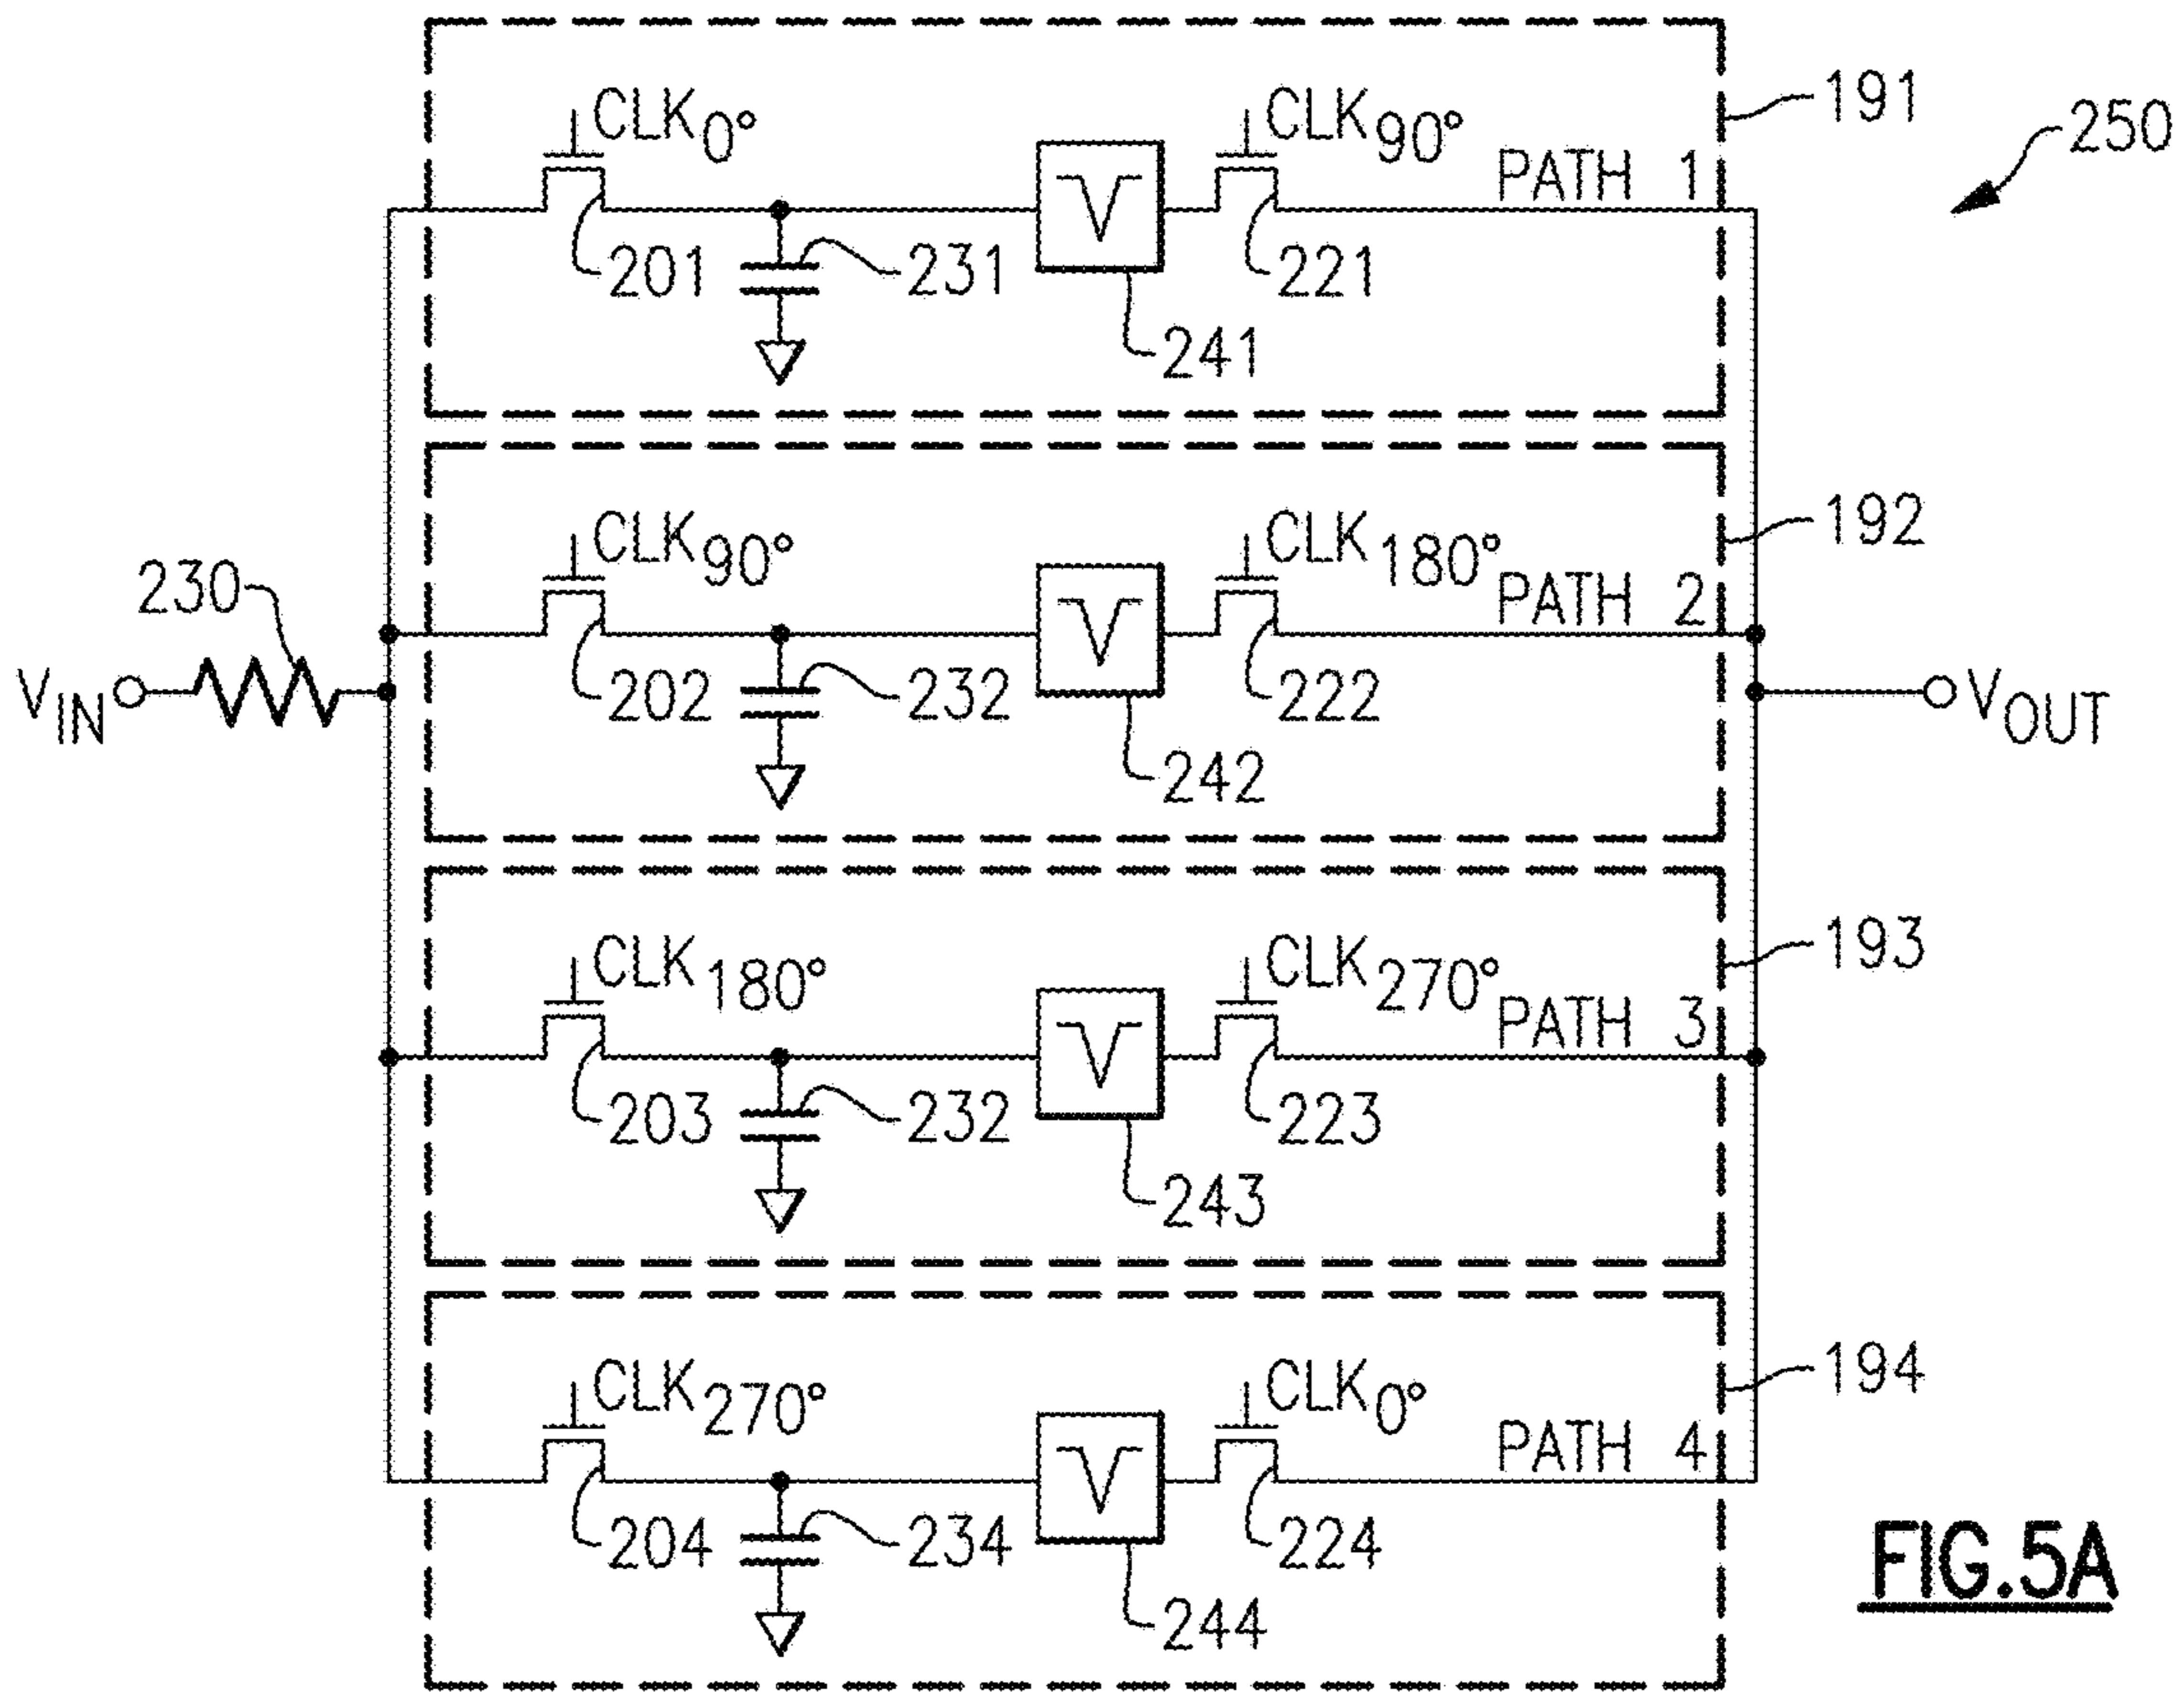 CLK0°
CLK90°
191
250
PATH 1
201
231
221
241
CLK90°
CLK180°
192
PATH 2
230
202
232
222
VIN
VOUT
242
CLK180°
CLK270°
193
PATH 3
203
232
223
243
CLK270°
CLK0°
194
PATH 4
204
234
224
244
FIG.5A